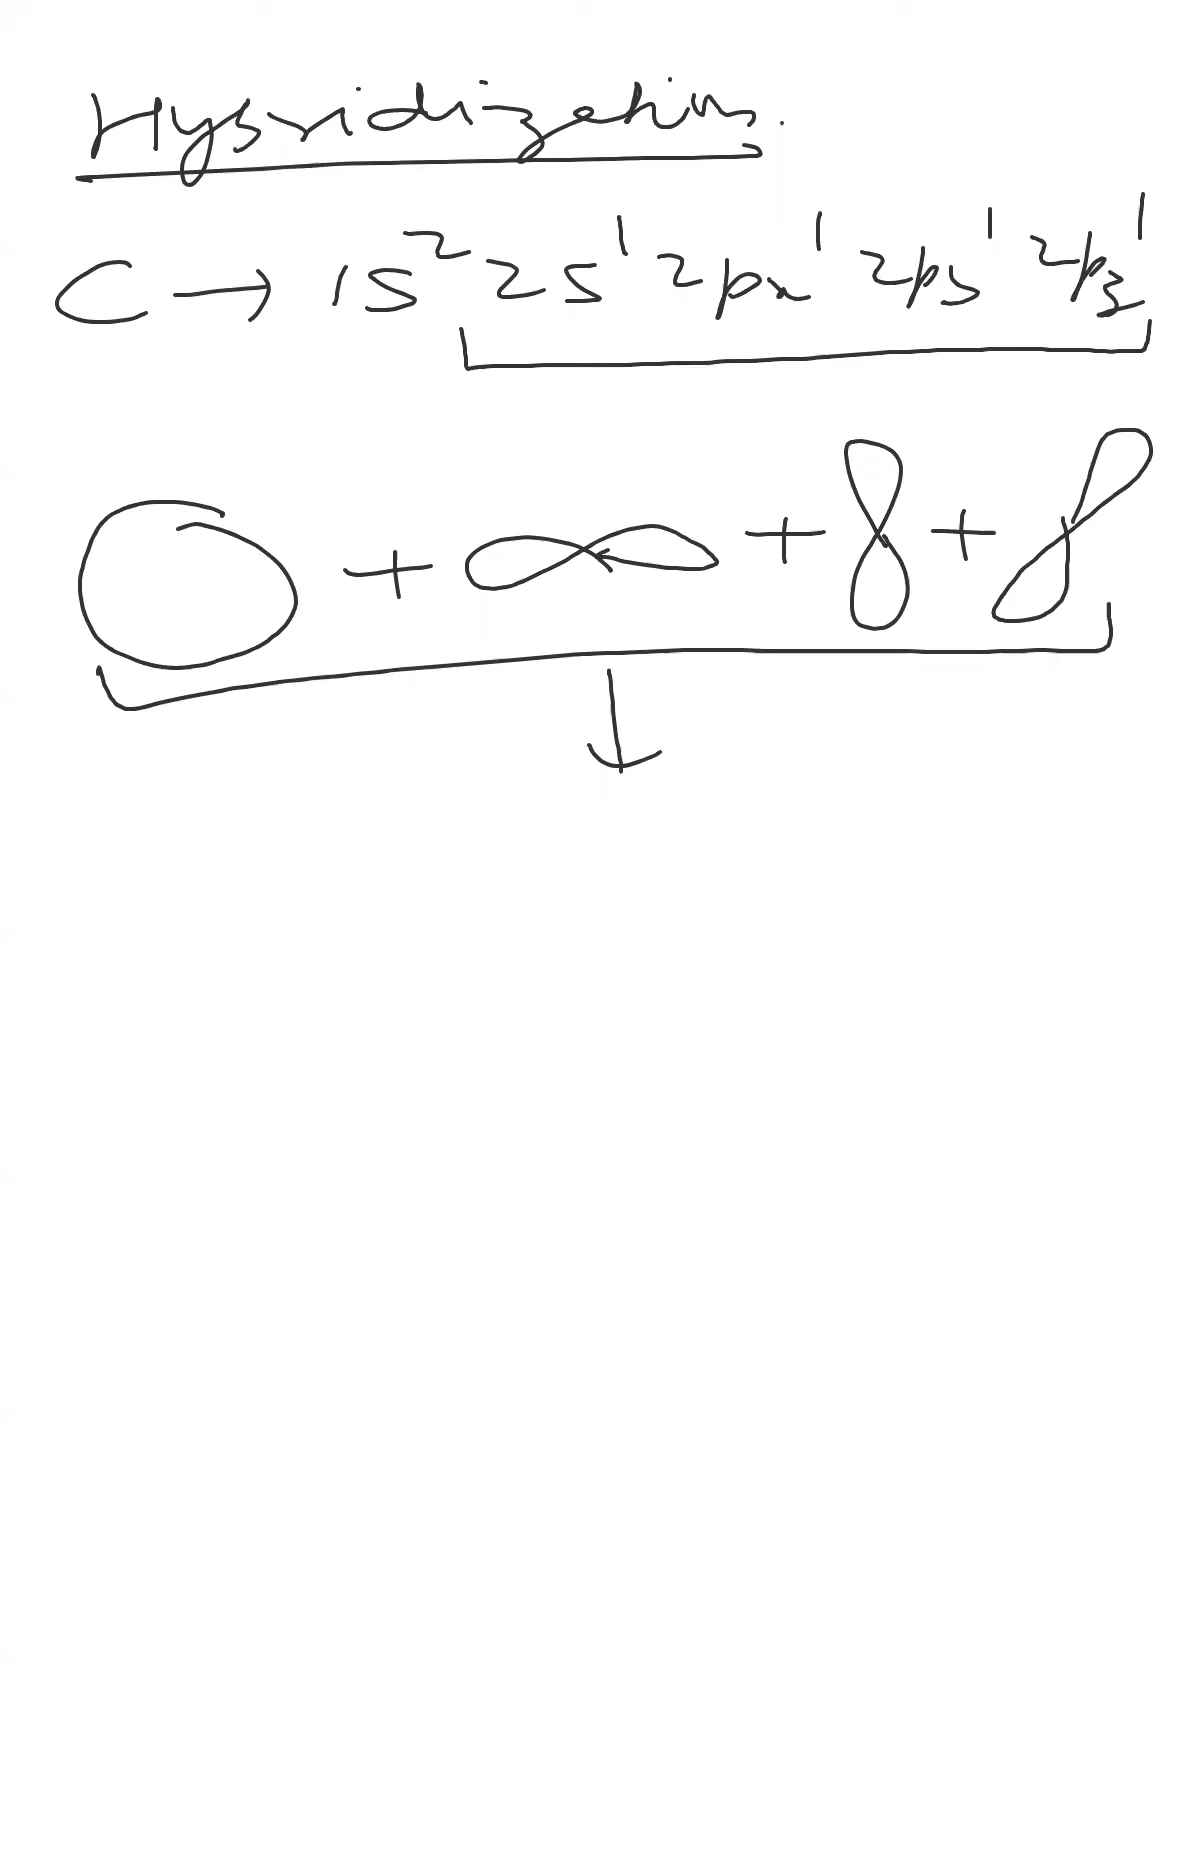 Hybridization.
C → 1s² 2s¹ 2px¹ 2py¹ 2pz¹
+ + +